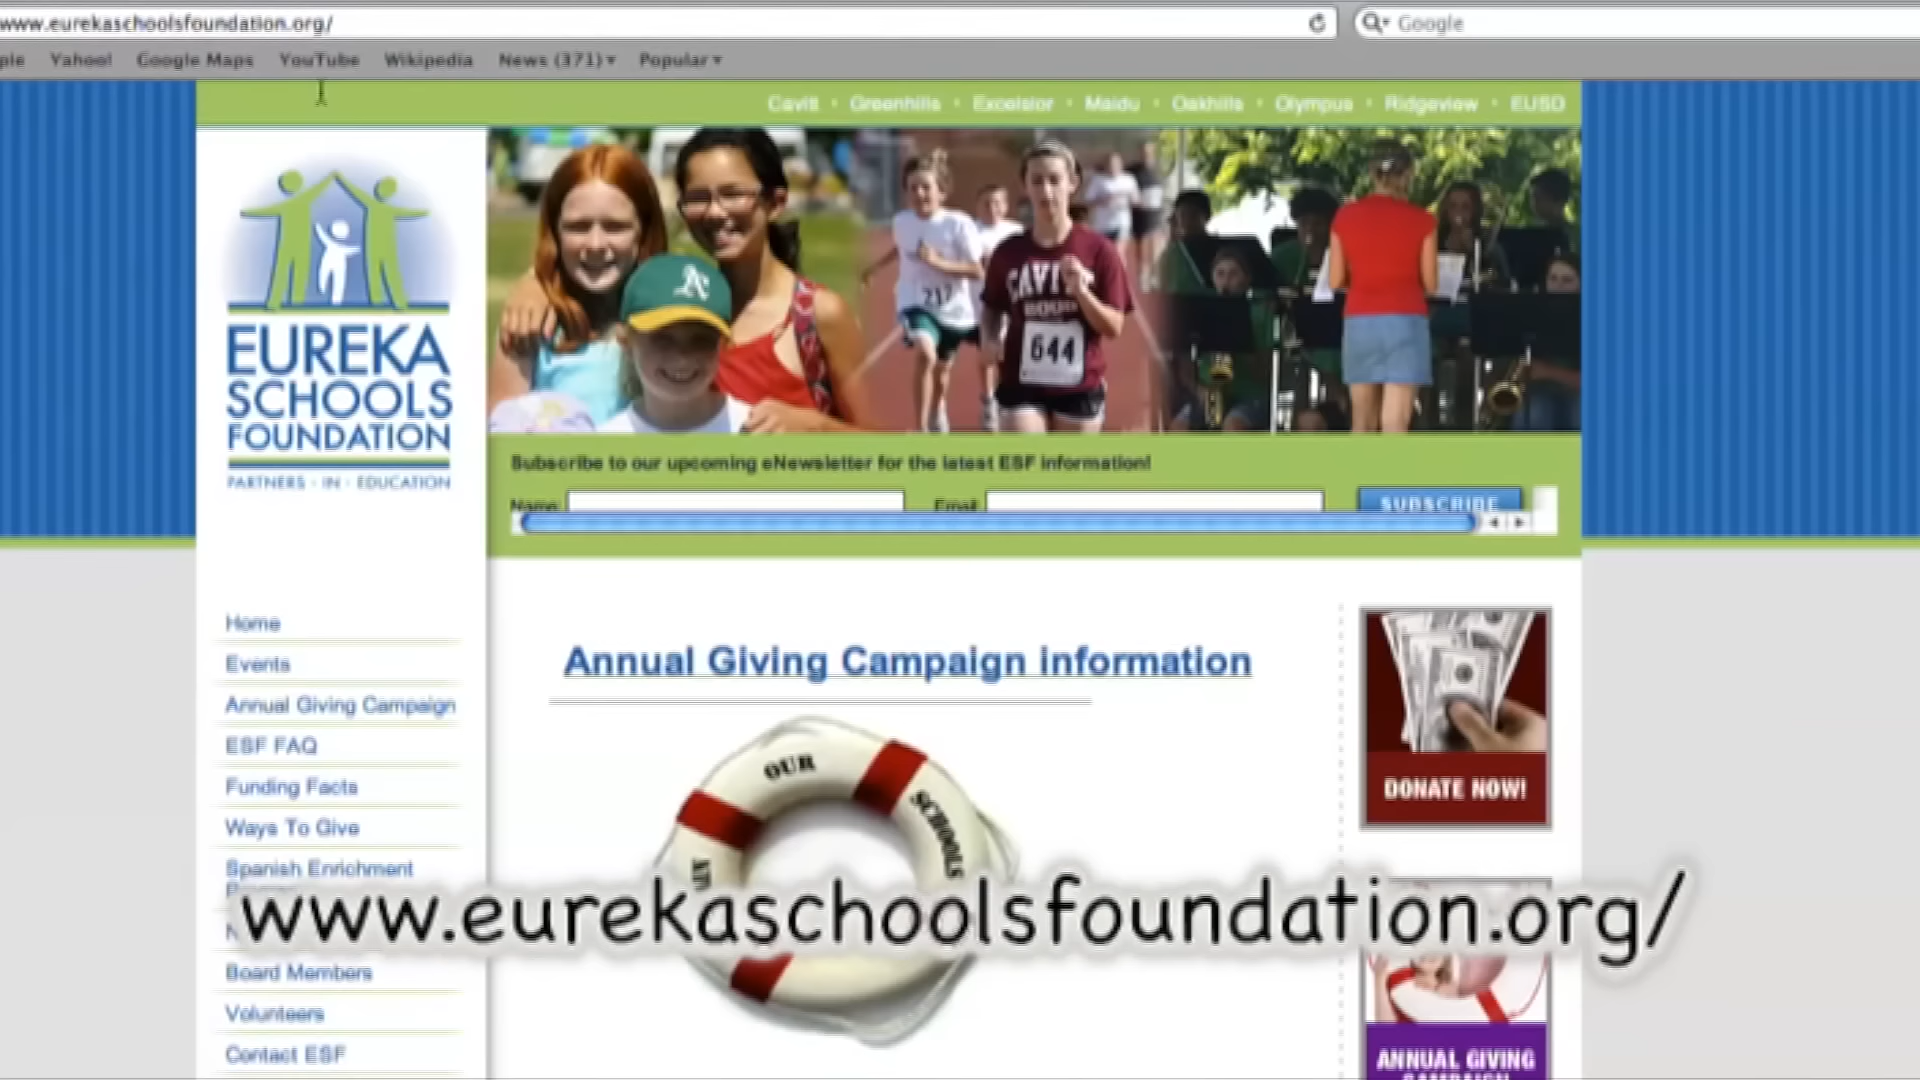 www.eurekaschoolsfoundation.org/
Google
Yahoo! Google Maps YouTube Wikipedia News (371) Popular
Cavitt • Greenhills • Excelsior • Maidu • Oakhills • Olympus • Ridgeview • EUSD
A's
217
CAVITT
644
EUREKA
SCHOOLS
FOUNDATION
PARTNERS - IN - EDUCATION
Subscribe to our upcoming eNewsletter for the latest ESF information!
Name: Email: SUBSCRIBE
Home
Events
Annual Giving Campaign
ESF FAQ
Funding Facts
Ways To Give
Spanish Enrichment
Board Members
Volunteers
Contact ESF
Annual Giving Campaign Information
OUR
SCHOOLS
DONATE NOW!
www.eurekaschoolsfoundation.org/
ANNUAL GIVING
CAMPAIGN